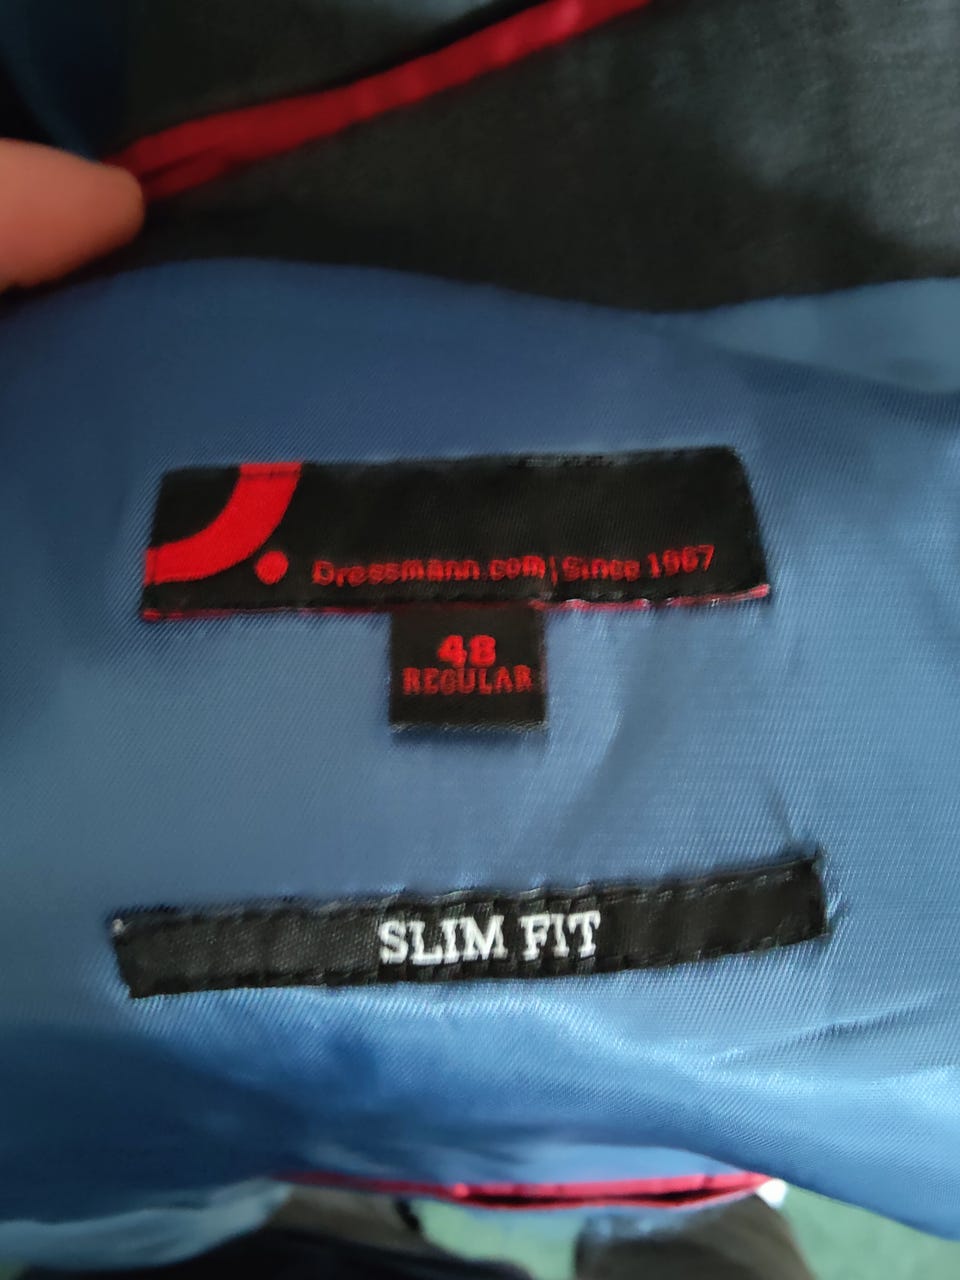 Dressmann.com | Since 1967
48
REGULAR
SLIM FIT